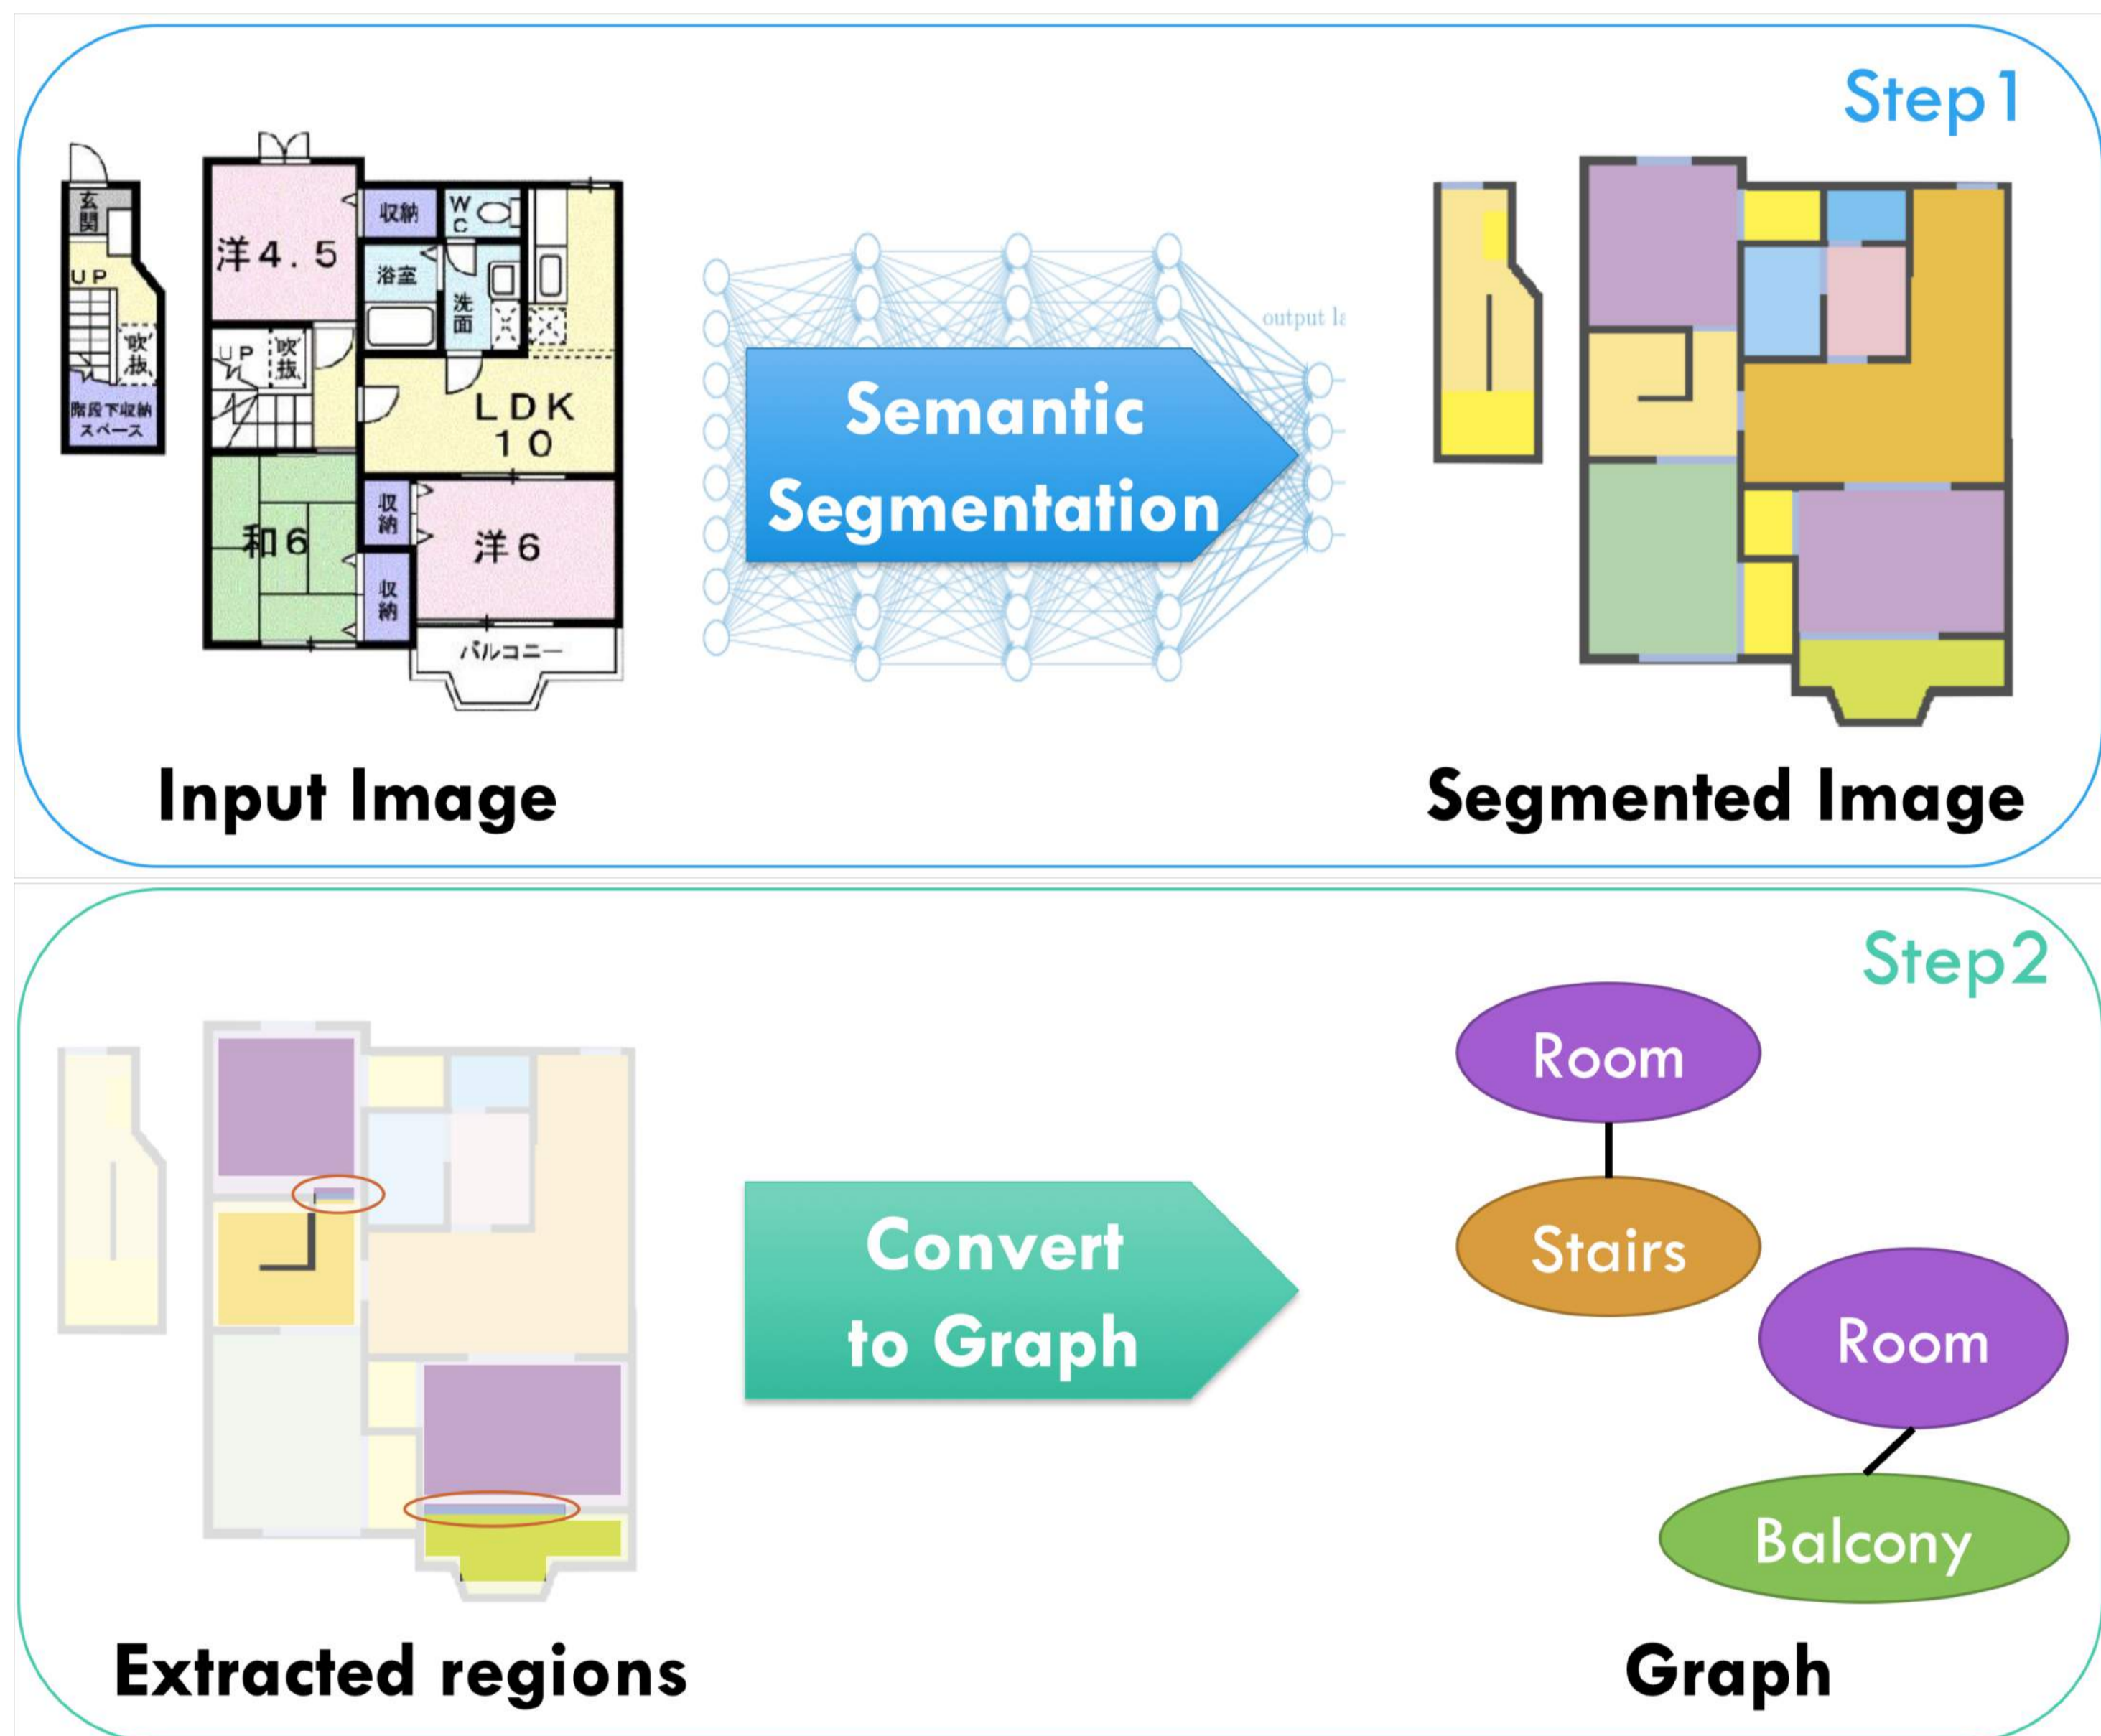 Step1
玄
関
UP
吹
抜
階段下収納
スペース
洋4.5
収納
W
C
浴室
洗
面
UP
吹
抜
LDK
10
和6
収
納
収
納
洋6
バルコニー
output la
Semantic
Segmentation
Input Image
Segmented Image
Step2
Convert
to Graph
Room
Stairs
Room
Balcony
Extracted regions
Graph